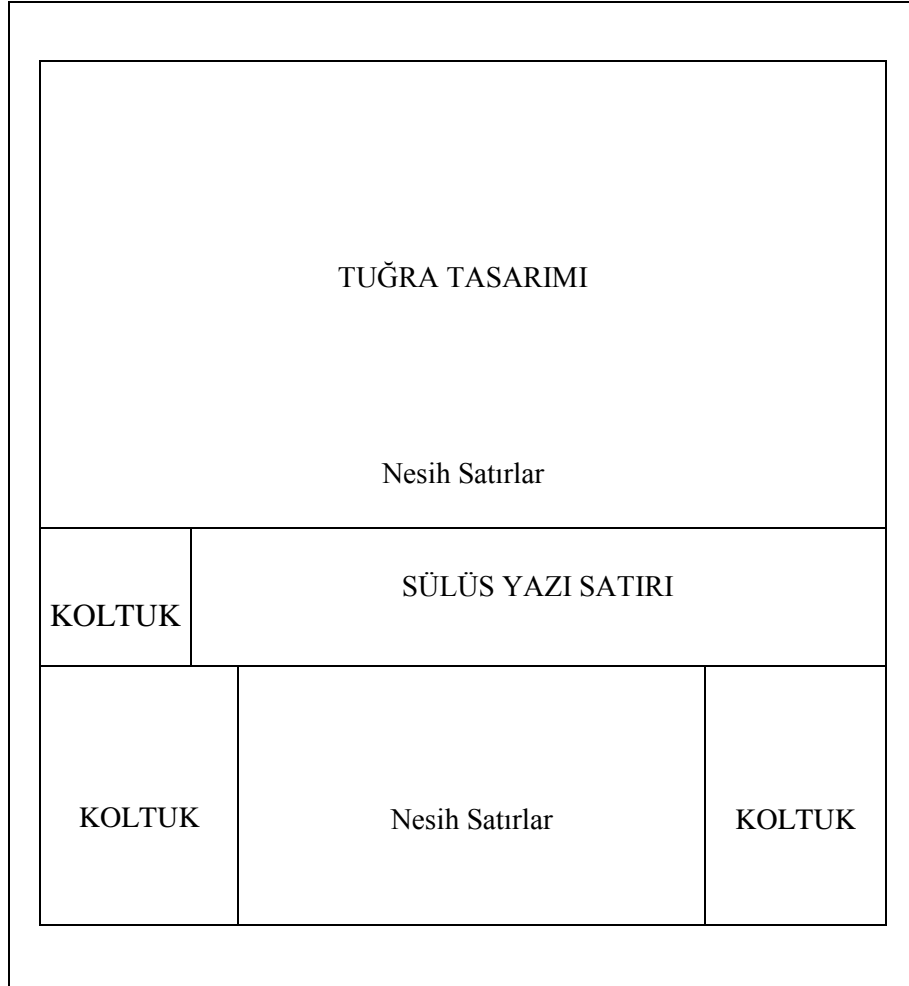 TUĞRA TASARIMI
Nesih Satırlar
KOLTUK
SÜLÜS YAZI SATIRI
KOLTUK
Nesih Satırlar
KOLTUK